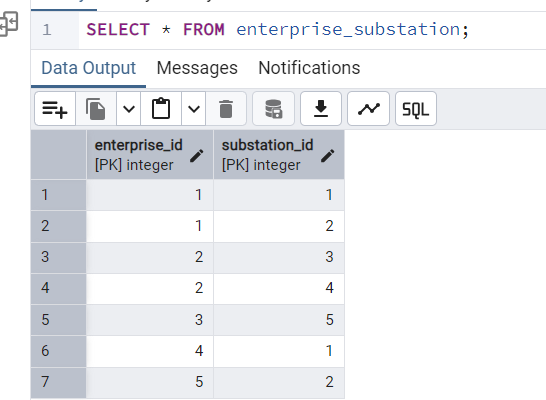 1 SELECT * FROM enterprise_substation;
Data Output Messages Notifications
SQL
enterprise_id substation_id
[PK] integer [PK] integer
1 1 1
2 1 2
3 2 3
4 2 4
5 3 5
6 4 1
7 5 2